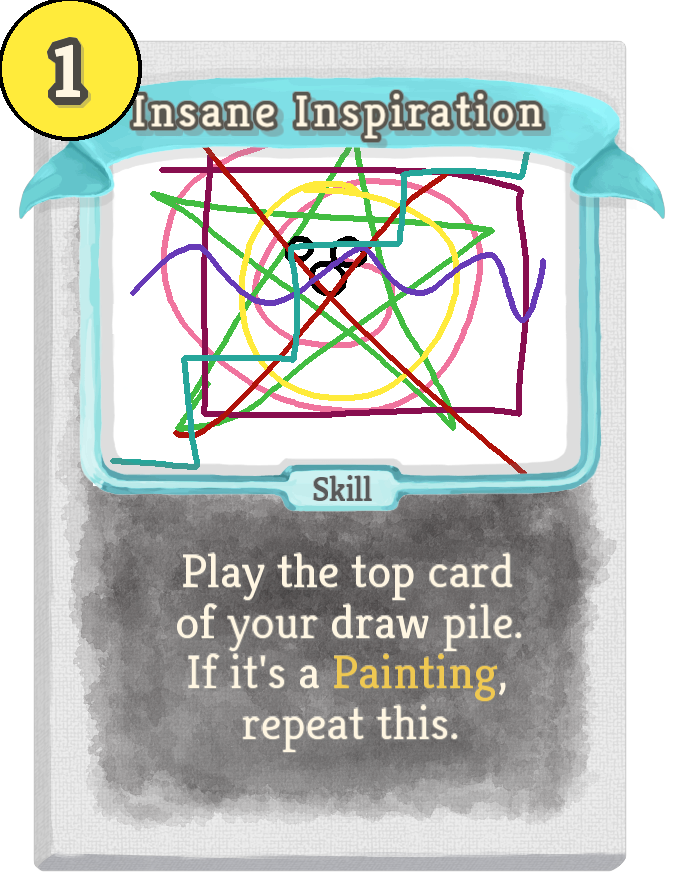 1
Insane Inspiration
Skill
Play the top card
of your draw pile.
If it's a Painting,
repeat this.